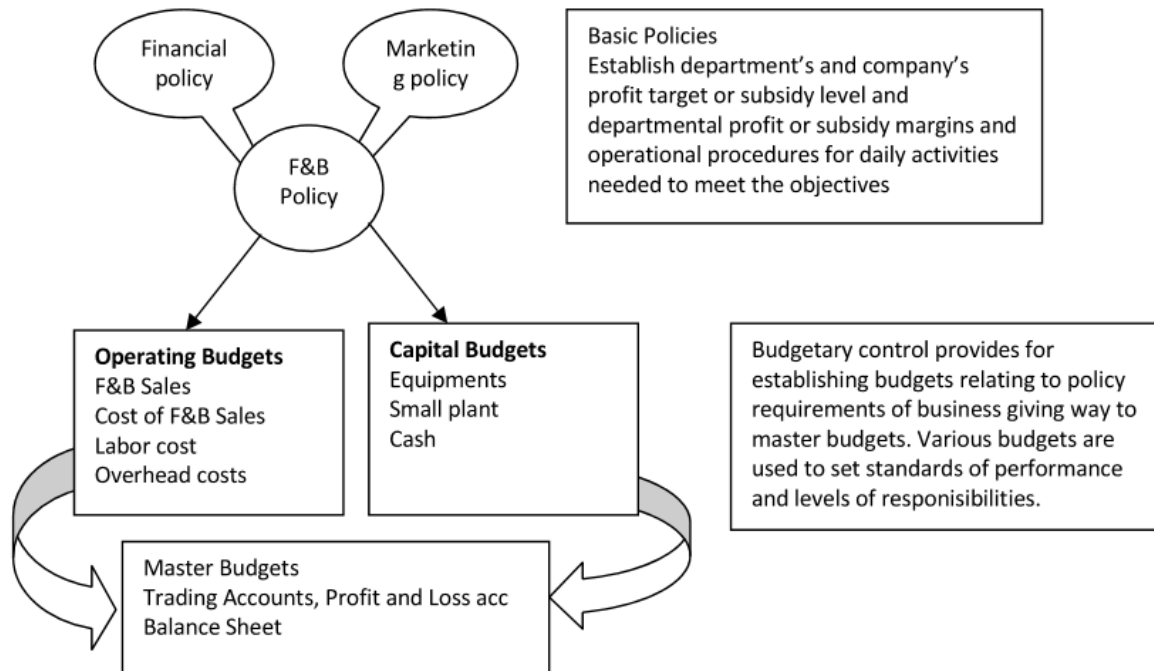 Financial
policy
Marketin
g policy
F&B
Policy
Basic Policies
Establish department’s and company’s
profit target or subsidy level and
departmental profit or subsidy margins and
operational procedures for daily activities
needed to meet the objectives
Operating Budgets
F&B Sales
Cost of F&B Sales
Labor cost
Overhead costs
Capital Budgets
Equipments
Small plant
Cash
Budgetary control provides for
establishing budgets relating to policy
requirements of business giving way to
master budgets. Various budgets are
used to set standards of performance
and levels of responisibilities.
Master Budgets
Trading Accounts, Profit and Loss acc
Balance Sheet